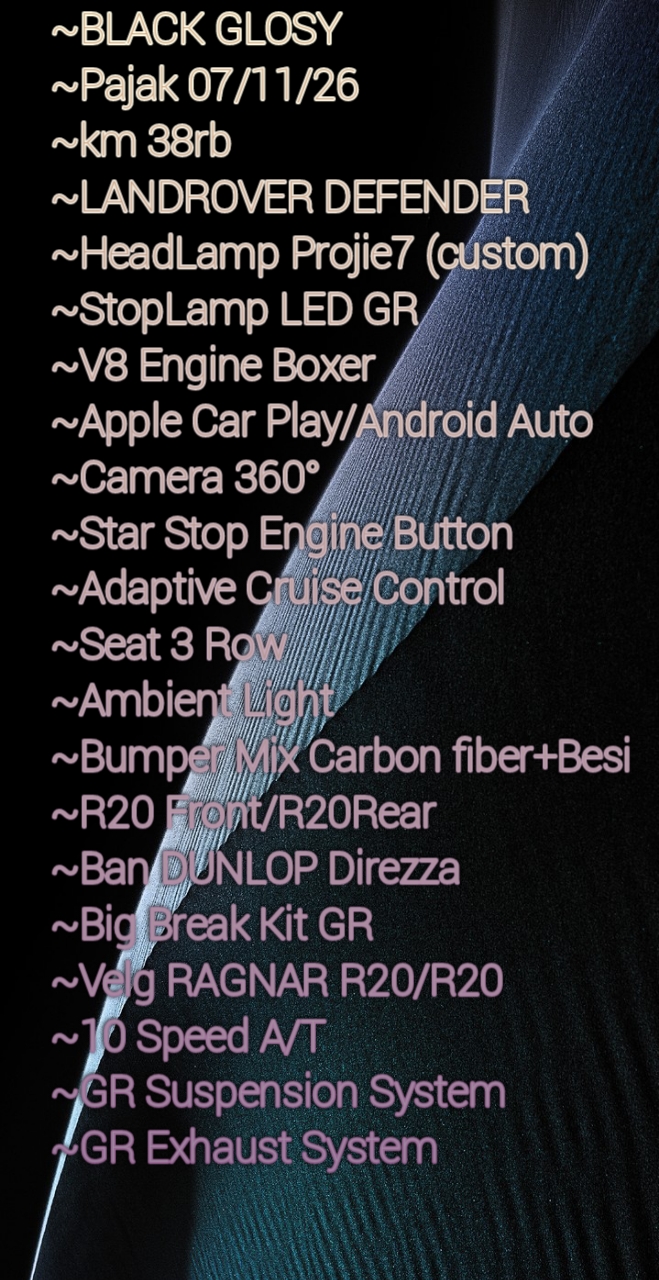 ~BLACK GLOSY
~Pajak 07/11/26
~km 38rb
~LANDROVER DEFENDER
~HeadLamp Projie7 (custom)
~StopLamp LED GR
~V8 Engine Boxer
~Apple Car Play/Android Auto
~Camera 360°
~Star Stop Engine Button
~Adaptive Cruise Control
~Seat 3 Row
~Ambient Light
~Bumper Mix Carbon fiber+Besi
~R20 Front/R20Rear
~Ban DUNLOP Direzza
~Big Break Kit GR
~Velg RAGNAR R20/R20
~10 Speed A/T
~GR Suspension System
~GR Exhaust System